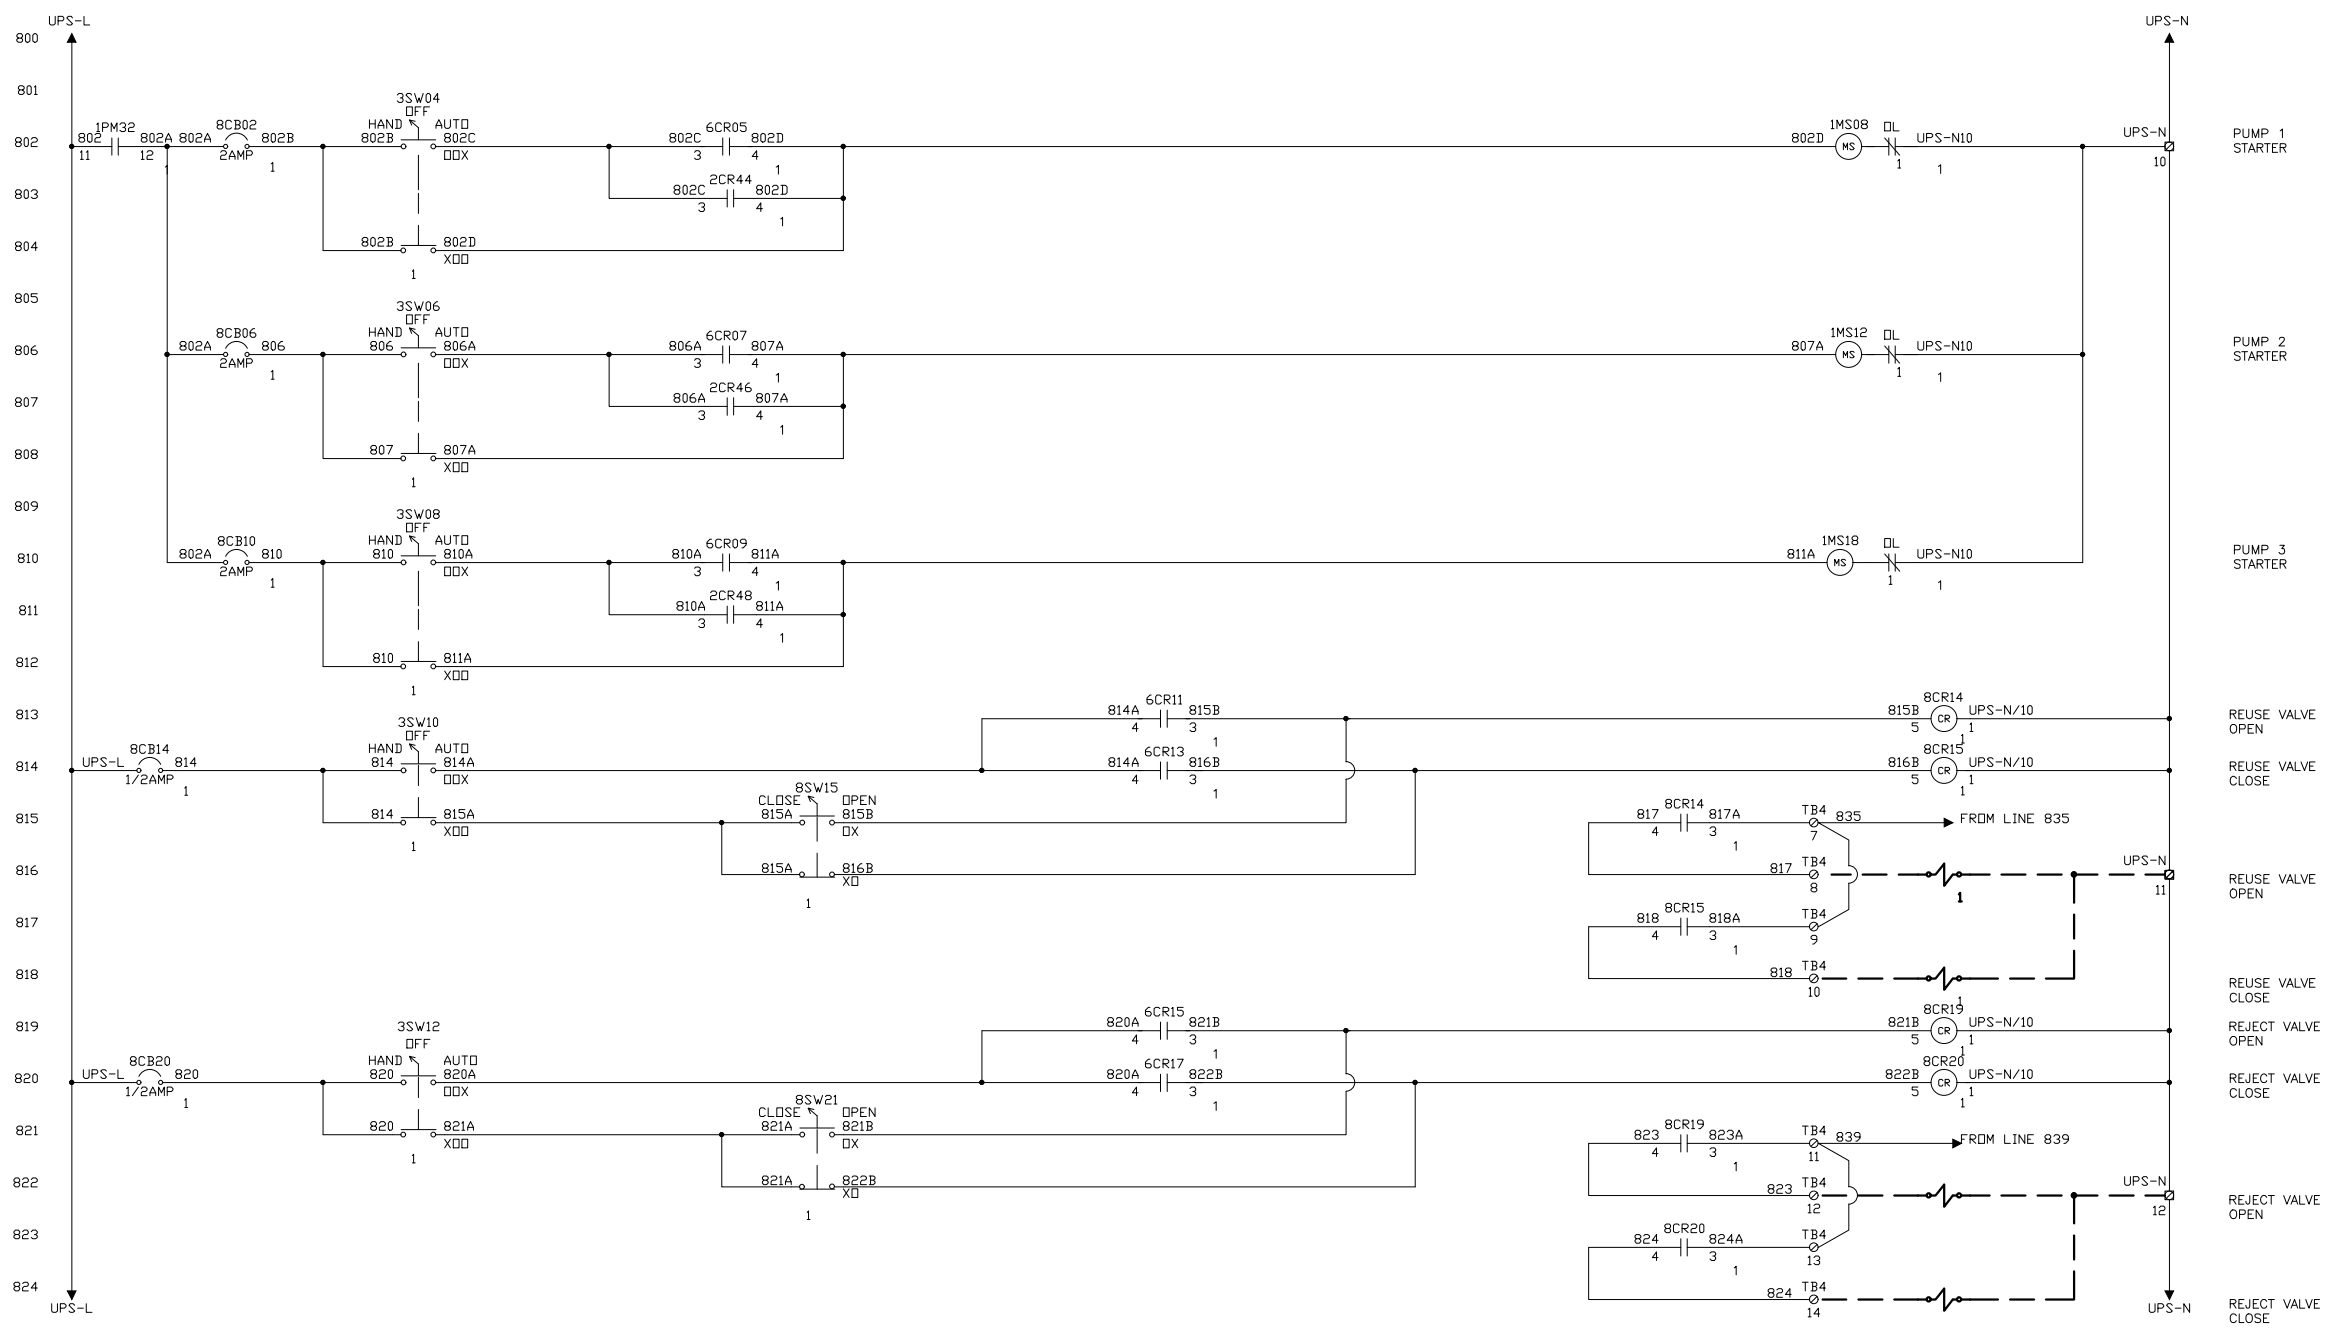 UPS-L UPS-N
800
801
3SW04
OFF
1PM32 8CB02 HAND AUTO 6CR05 1MS08 OL
802 802 802A 802A 802B 802B 802C 802C 802D 802D MS UPS-N10 UPS-N PUMP 1
11 12 2AMP OOX 3 4 10 STARTER
1 1 1 1 1
2CR44
803 802C 802D
3 4
1
804 802B 802D
XOO
1
805
3SW06
OFF
8CB06 HAND AUTO 6CR07 1MS12 OL
806 802A 806 806 806A 806A 807A 807A MS UPS-N10 PUMP 2
2AMP OOX 3 4 STARTER
1 1 1 1
2CR46
807 806A 807A
3 4
1
808 807 807A
XOO
1
809
3SW08
OFF
8CB10 HAND AUTO 6CR09 1MS18 OL
810 802A 810 810 810A 810A 811A 811A MS UPS-N10 PUMP 3
2AMP OOX 3 4 STARTER
1 1 1 1
2CR48
811 810A 811A
3 4
1
812 810 811A
XOO
1
6CR11 8CR14
813 814A 815B 815B CR UPS-N/10 REUSE VALVE
4 3 5 1 OPEN
1 1
3SW10
OFF
8CB14 HAND AUTO 6CR13 8CR15
814 UPS-L 814 814 814A 814A 816B 816B CR UPS-N/10 REUSE VALVE
1/2AMP OOX 4 3 5 1 CLOSE
1 1 1
8SW15
CLOSE OPEN 8CR14 TB4
815 814 815A 815A 815B 817 817A 835 FROM LINE 835
XOO OX 4 3 7
1 1
816 815A 816B 817 TB4 UPS-N REUSE VALVE
XO 8 1 11 OPEN
1
8CR15 TB4
817 818 818A
4 3 9
1
818 818 TB4 REUSE VALVE
10 1 CLOSE
6CR15 8CR19
819 820A 821B 821B CR UPS-N/10 REJECT VALVE
4 3 5 1 OPEN
1 1
3SW12
OFF
8CB20 HAND AUTO 6CR17 8CR20
820 UPS-L 820 820 820A 820A 822B 822B CR UPS-N/10 REJECT VALVE
1/2AMP OOX 4 3 5 1 CLOSE
1 1 1
8SW21
CLOSE OPEN 8CR19 TB4
821 820 821A 821A 821B 823 823A 839 FROM LINE 839
XOO OX 4 3 11
1 1
822 821A 822B 823 TB4 UPS-N REJECT VALVE
XO 12 12 OPEN
1
8CR20 TB4
823 824 824A
4 3 13
1
824 824 TB4 REJECT VALVE
14 CLOSE
UPS-L UPS-N